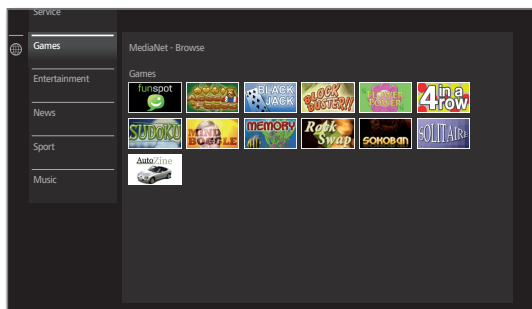 Service
Games
Entertainment
News
Sport
Music
MediaNet - Browse
Games
funspot
BLACK JACK
BLOCK BUSTER!!
FLOWER POWER
4 in a row
SUDOKU
MIND BOGGLE
MEMORY
Rock Swap
SOKOBAN
SOLITAIRE
AutoZine